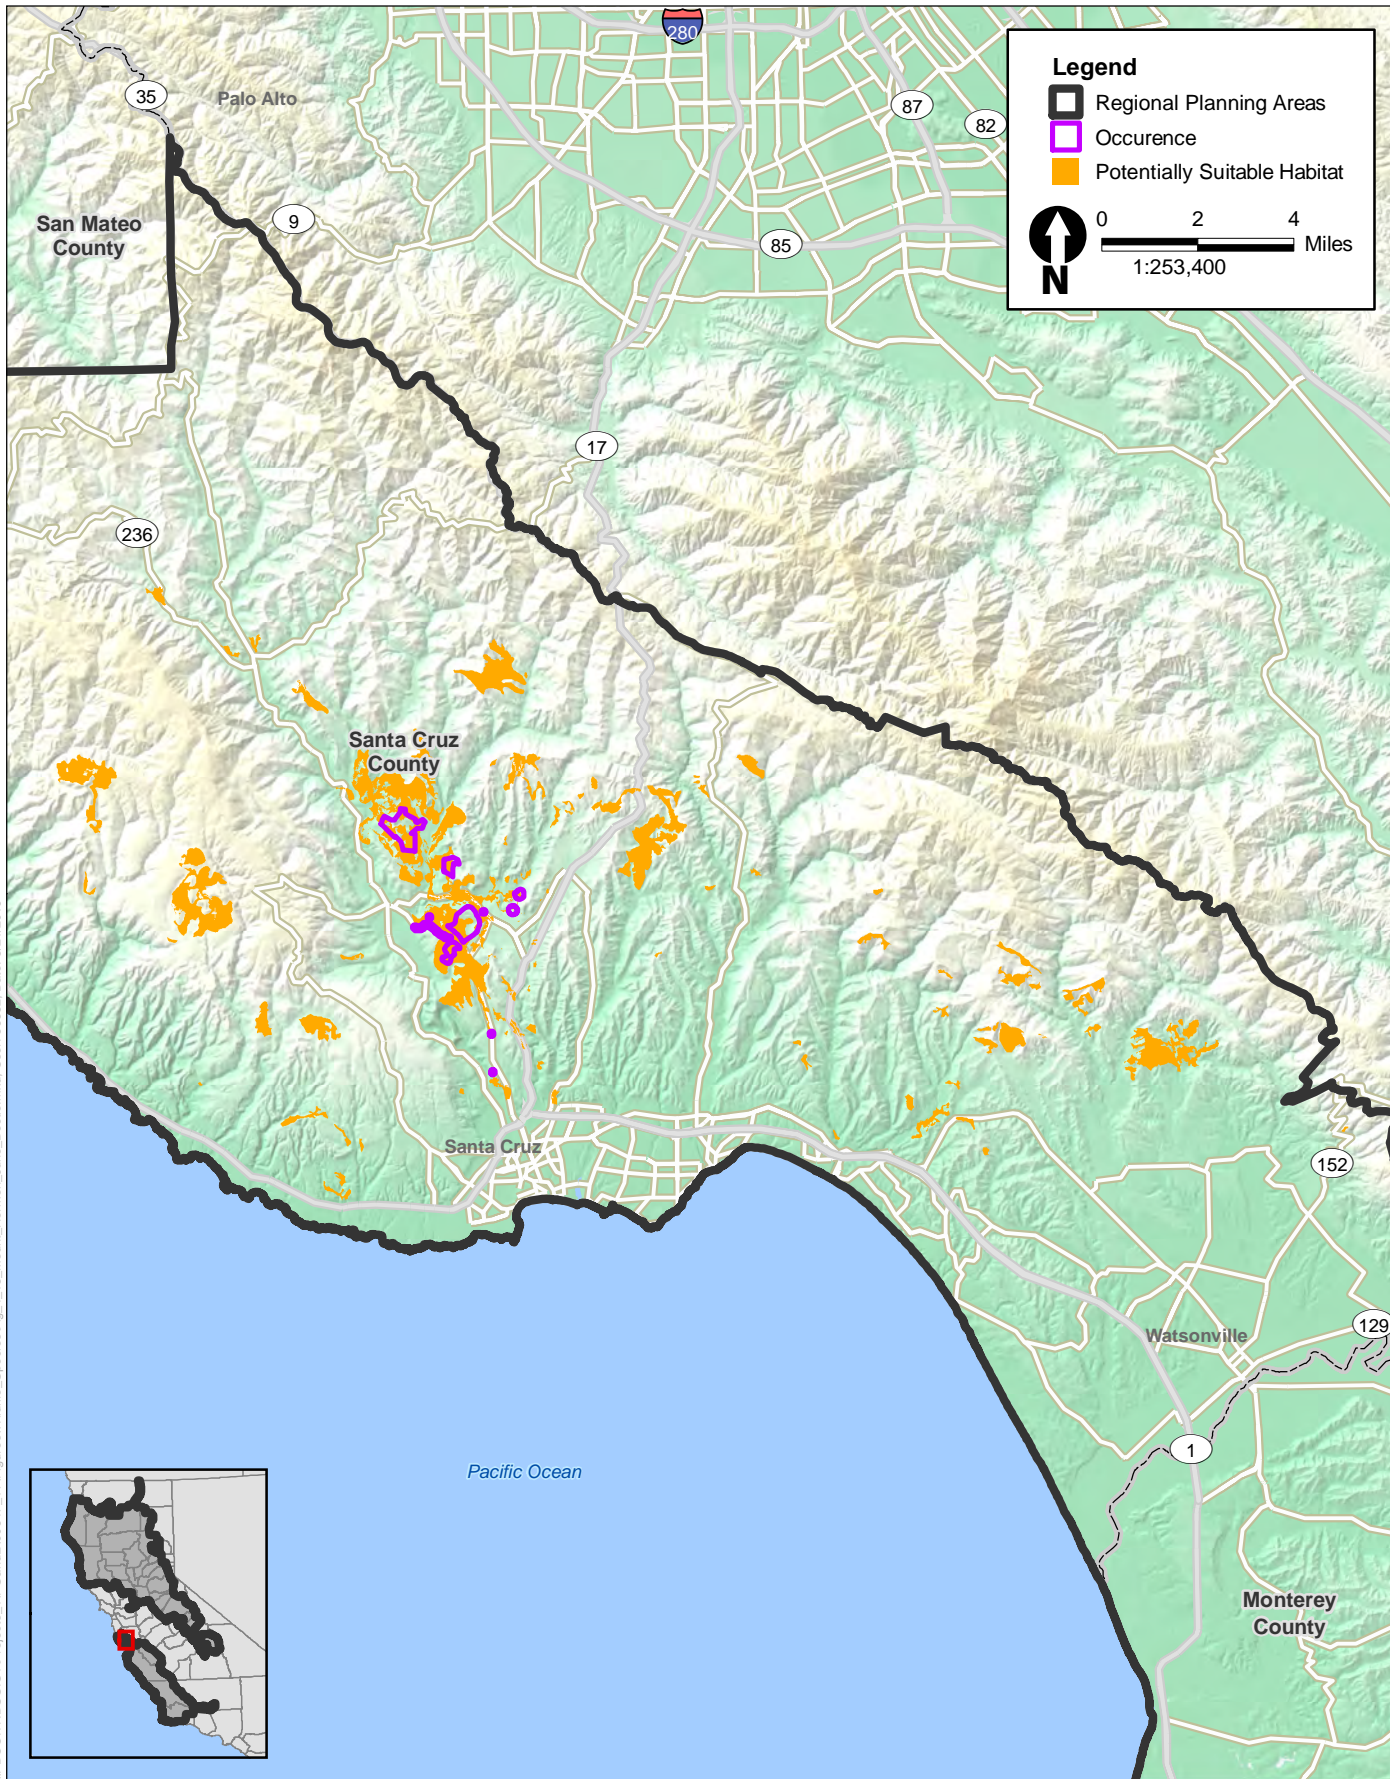 280
35
Palo Alto
87
82
Legend
Regional Planning Areas
Occurence
Potentially Suitable Habitat
0 2 4
Miles
1:253,400
N
San Mateo
County
9
85
17
236
Santa Cruz
County
Santa Cruz
152
129
Watsonville
1
Pacific Ocean
Monterey
County